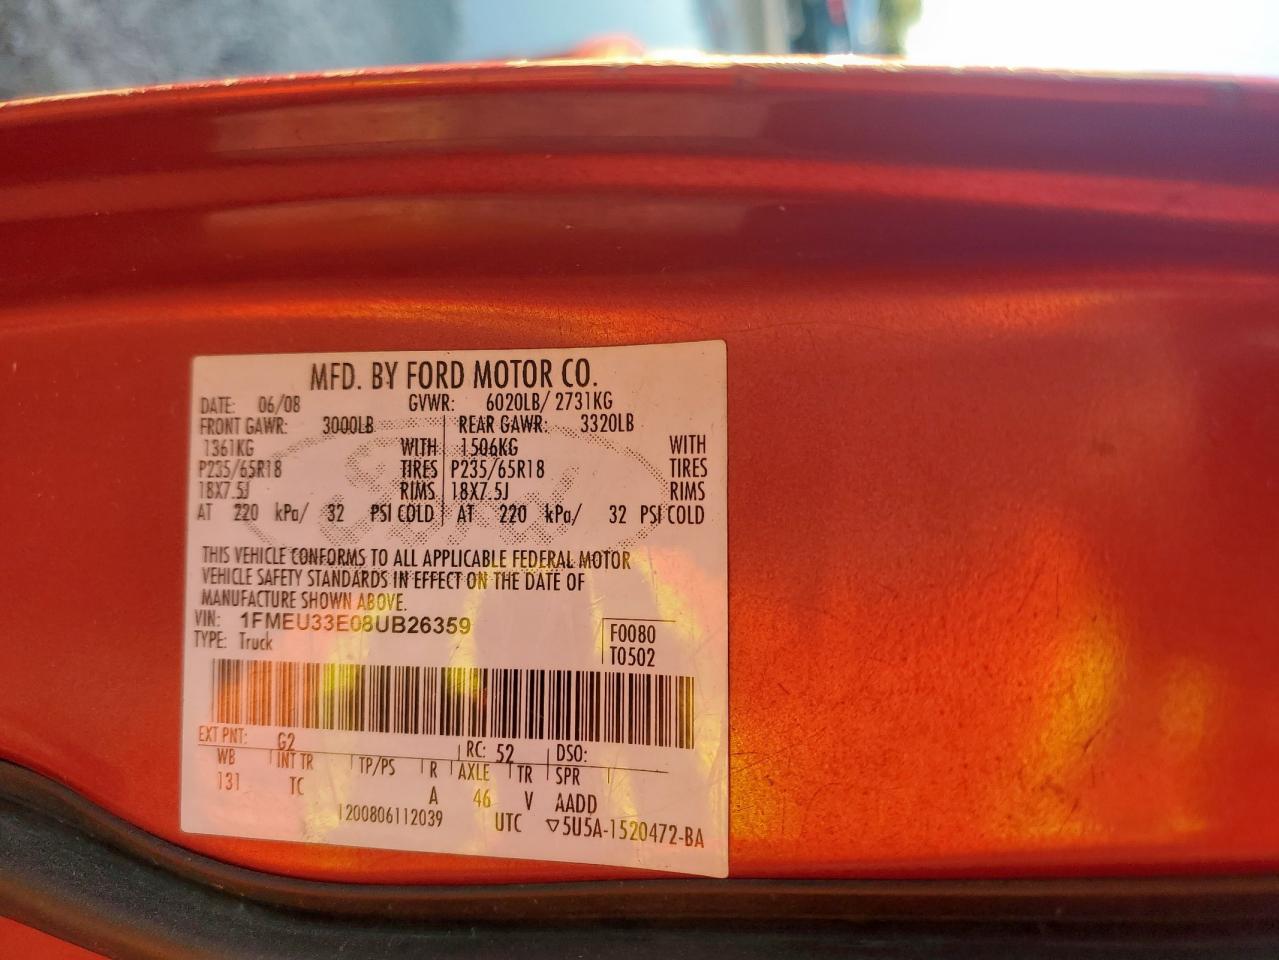 MFD. BY FORD MOTOR CO.
DATE: 06/08 GVWR: 6020LB/ 2731KG
FRONT GAWR: 3000LB REAR GAWR: 3320LB
1361KG WITH 1506KG WITH
P235/65R18 TIRES P235/65R18 TIRES
18X7.5J RIMS 18X7.5J RIMS
AT 220 kPa/ 32 PSI COLD AT 220 kPa/ 32 PSI COLD
THIS VEHICLE CONFORMS TO ALL APPLICABLE FEDERAL MOTOR
VEHICLE SAFETY STANDARDS IN EFFECT ON THE DATE OF
MANUFACTURE SHOWN ABOVE.
VIN: 1FMEU33E08UB26359
TYPE: Truck
F0080
T0502
EXT PNT: G2 RC: 52 DSO:
WB INT TR TP/PS R AXLE TR SPR
131 TC A 46 V AADD
1200806112039 UTC ▽5U5A-1520472-BA